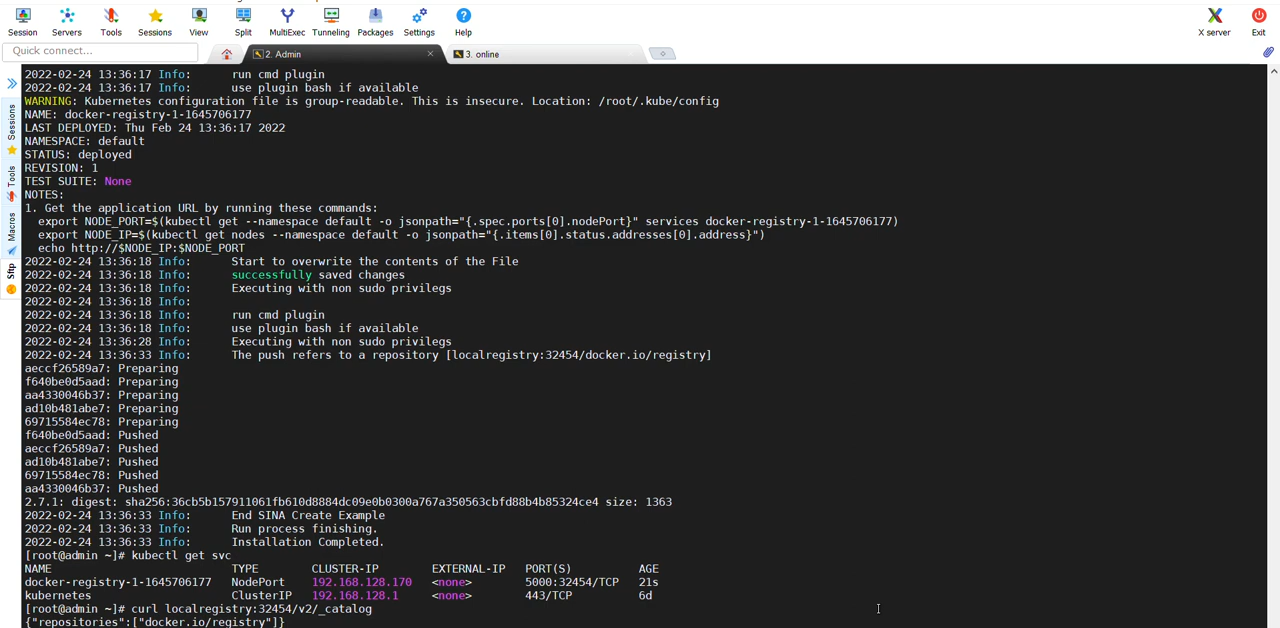 Session
Servers
Tools
Sessions
View
Split
MultiExec
Tunneling
Packages
Settings
Help
X server
Exit
Quick connect...
2. Admin
3. online
Sessions
Tools
Macros
Sftp
2022-02-24 13:36:17 Info: run cmd plugin
2022-02-24 13:36:17 Info: use plugin bash if available
WARNING: Kubernetes configuration file is group-readable. This is insecure. Location: /root/.kube/config
NAME: docker-registry-1-1645706177
LAST DEPLOYED: Thu Feb 24 13:36:17 2022
NAMESPACE: default
STATUS: deployed
REVISION: 1
TEST SUITE: None
NOTES:
1. Get the application URL by running these commands:
export NODE_PORT=$(kubectl get --namespace default -o jsonpath="{.spec.ports[0].nodePort}" services docker-registry-1-1645706177)
export NODE_IP=$(kubectl get nodes --namespace default -o jsonpath="{.items[0].status.addresses[0].address}")
echo http://$NODE_IP:$NODE_PORT
2022-02-24 13:36:18 Info: Start to overwrite the contents of the File
2022-02-24 13:36:18 Info: successfully saved changes
2022-02-24 13:36:18 Info: Executing with non sudo privilegs
2022-02-24 13:36:18 Info:
2022-02-24 13:36:18 Info: run cmd plugin
2022-02-24 13:36:18 Info: use plugin bash if available
2022-02-24 13:36:28 Info: Executing with non sudo privilegs
2022-02-24 13:36:33 Info: The push refers to a repository [localregistry:32454/docker.io/registry]
aeccf26589a7: Preparing
f640be0d5aad: Preparing
aa4330046b37: Preparing
ad10b481abe7: Preparing
69715584ec78: Preparing
f640be0d5aad: Pushed
aeccf26589a7: Pushed
ad10b481abe7: Pushed
69715584ec78: Pushed
aa4330046b37: Pushed
2.7.1: digest: sha256:36cb5b157911061fb610d8884dc09e0b0300a767a350563cbfd88b4b85324ce4 size: 1363
2022-02-24 13:36:33 Info: End SINA Create Example
2022-02-24 13:36:33 Info: Run process finishing.
2022-02-24 13:36:33 Info: Installation Completed.
[root@admin ~]# kubectl get svc
NAME TYPE CLUSTER-IP EXTERNAL-IP PORT(S) AGE
docker-registry-1-1645706177 NodePort 192.168.128.170 <none> 5000:32454/TCP 21s
kubernetes ClusterIP 192.168.128.1 <none> 443/TCP 6d
[root@admin ~]# curl localregistry:32454/v2/_catalog
{"repositories":["docker.io/registry"]}